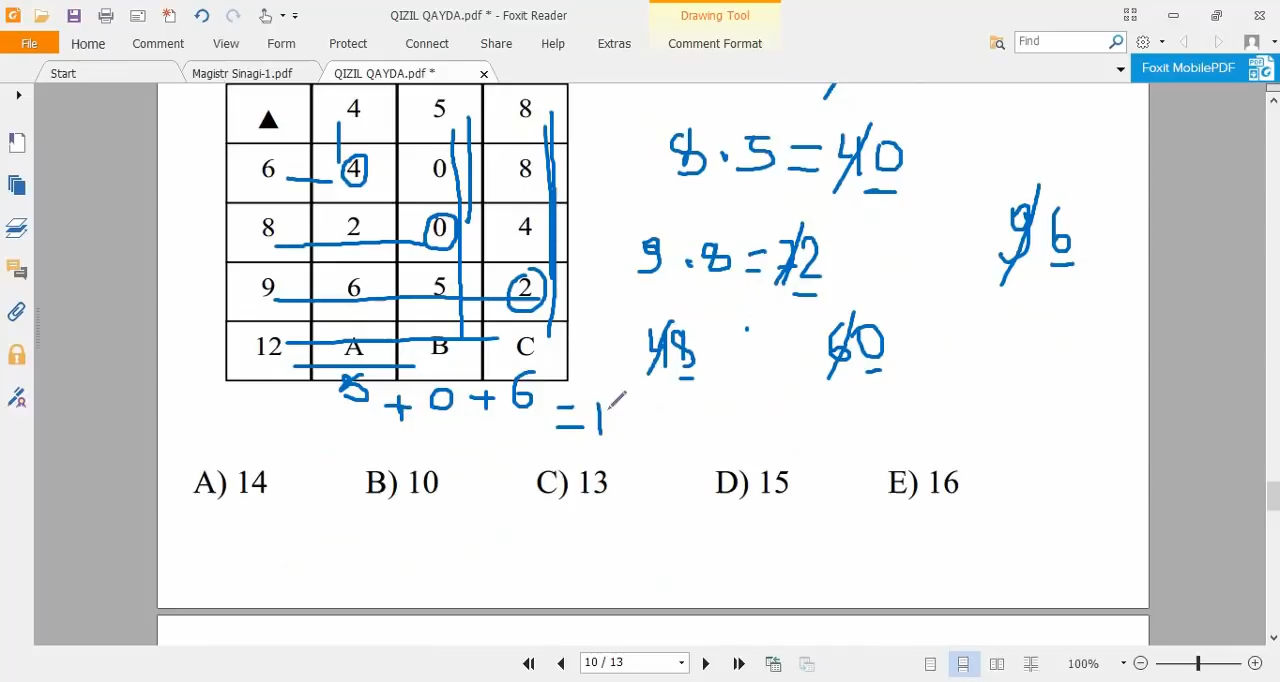 QIZIL QAYDA.pdf * - Foxit Reader
Drawing Tool
File Home Comment View Form Protect Connect Share Help Extras Comment Format Find
Start Magistr Sinagi-1.pdf QIZIL QAYDA.pdf * Foxit MobilePDF
▲ 4 5 8
6 4 0 8
8 2 0 4
9 6 5 2
12 A B C
8 · 5 = 40
9 · 8 = 72
96
48 · 60
8 + 0 + 6 = 1
A) 14 B) 10 C) 13 D) 15 E) 16
10 / 13 100%